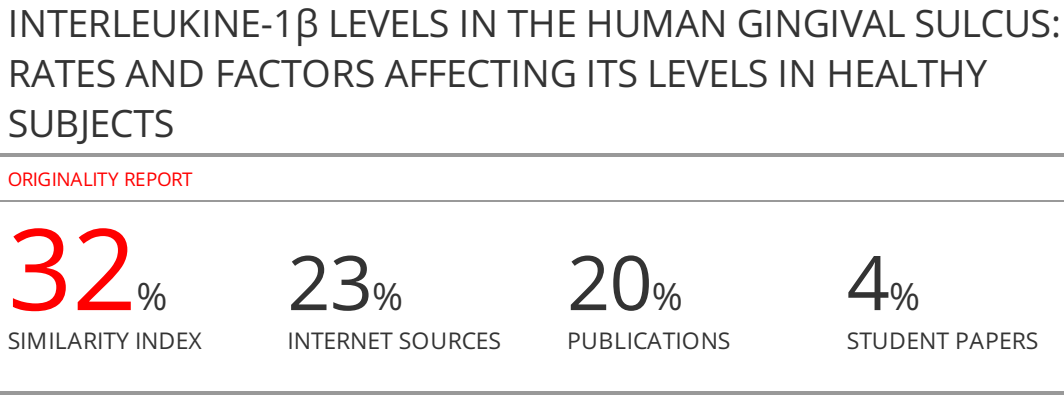 INTERLEUKINE-1β LEVELS IN THE HUMAN GINGIVAL SULCUS:
RATES AND FACTORS AFFECTING ITS LEVELS IN HEALTHY
SUBJECTS
ORIGINALITY REPORT
32% 23% 20% 4%
SIMILARITY INDEX INTERNET SOURCES PUBLICATIONS STUDENT PAPERS